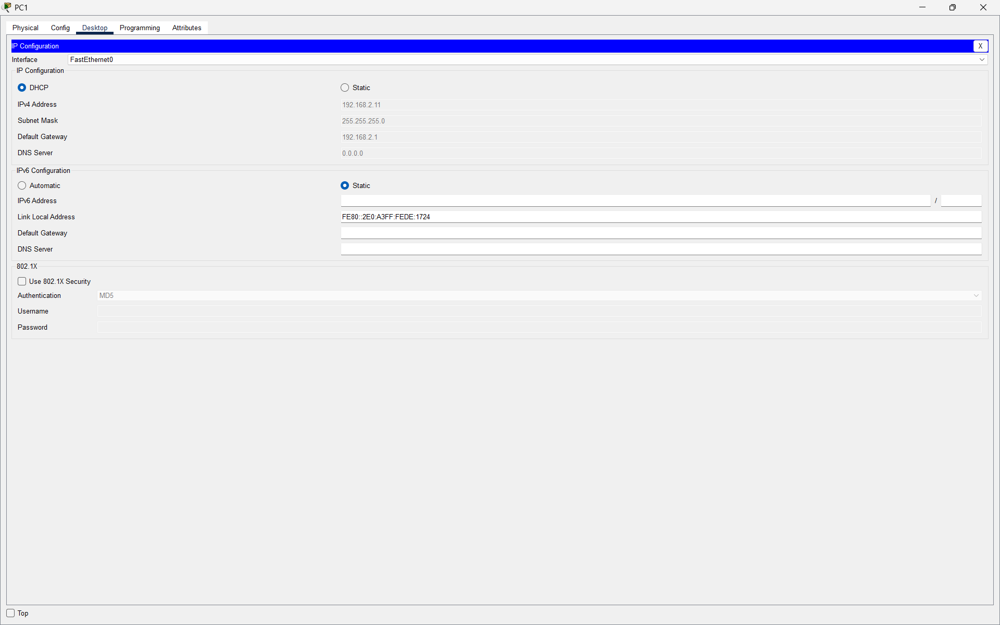 PC1
Physical Config Desktop Programming Attributes
IP Configuration X
Interface FastEthernet0
IP Configuration
DHCP Static
IPv4 Address 192.168.2.11
Subnet Mask 255.255.255.0
Default Gateway 192.168.2.1
DNS Server 0.0.0.0
IPv6 Configuration
Automatic Static
IPv6 Address /
Link Local Address FE80::2E0:A3FF:FEDE:1724
Default Gateway
DNS Server
802.1X
Use 802.1X Security
Authentication MD5
Username
Password
Top